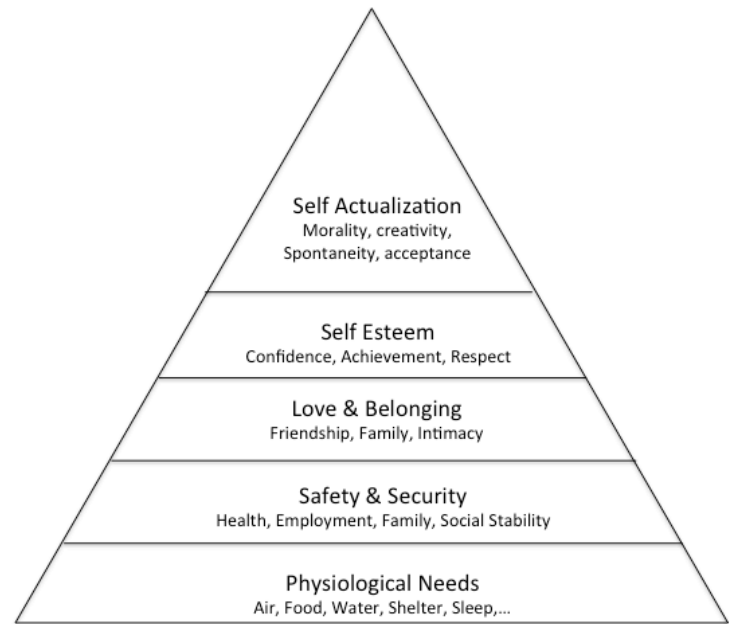 Self Actualization
Morality, creativity,
Spontaneity, acceptance
Self Esteem
Confidence, Achievement, Respect
Love & Belonging
Friendship, Family, Intimacy
Safety & Security
Health, Employment, Family, Social Stability
Physiological Needs
Air, Food, Water, Shelter, Sleep,...